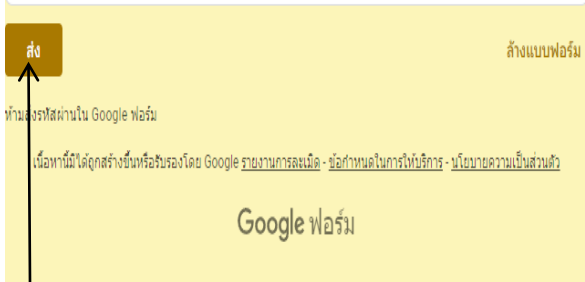 ส่ง ล้างแบบฟอร์ม
ห้ามส่งรหัสผ่านใน Google ฟอร์ม
เนื้อหานี้มิได้ถูกสร้างขึ้นหรือรับรองโดย Google รายงานการละเมิด - ข้อกำหนดในการให้บริการ - นโยบายความเป็นส่วนตัว
Google ฟอร์ม